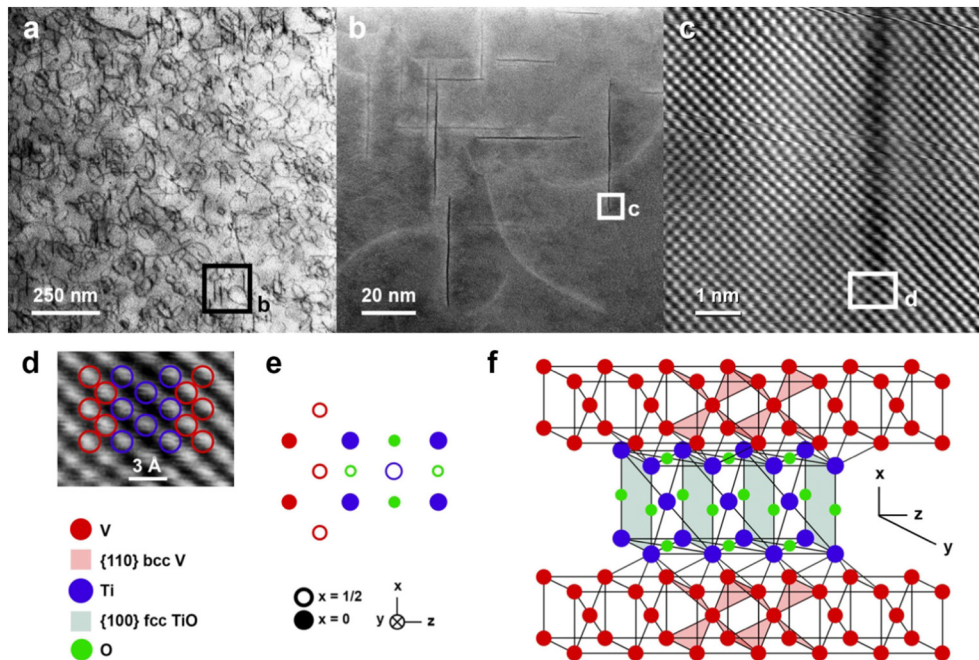 a
250 nm
b
b
20 nm
c
c
1 nm
d
d
3 A
e
f
V
{110} bcc V
Ti
{100} fcc TiO
O
x = 1/2
x = 0
x
y
z
x
z
y